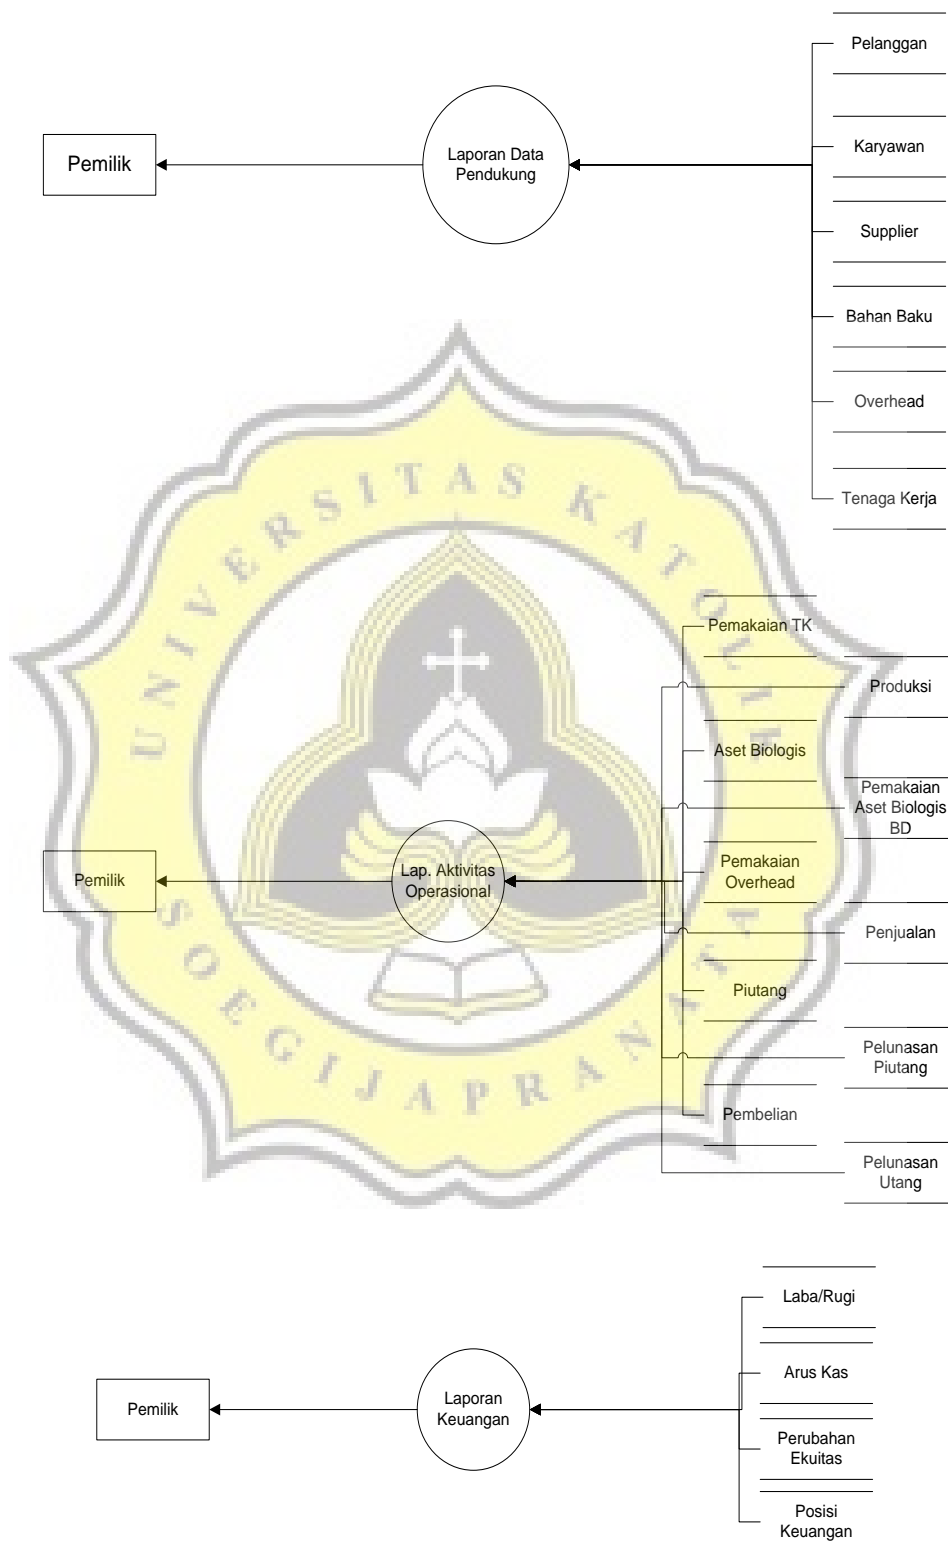 Pelanggan
Pemilik
Laporan Data
Pendukung
Karyawan
Supplier
Bahan Baku
Overhead
Tenaga Kerja
UNIVERSITAS KATOLIK
SOEGIJAPRANATA
Pemakaian TK
Produksi
Aset Biologis
Pemakaian
Aset Biologis
BD
Pemilik
Lap. Aktivitas
Operasional
Pemakaian
Overhead
Penjualan
Piutang
Pelunasan
Piutang
Pembelian
Pelunasan
Utang
Laba/Rugi
Pemilik
Laporan
Keuangan
Arus Kas
Perubahan
Ekuitas
Posisi
Keuangan